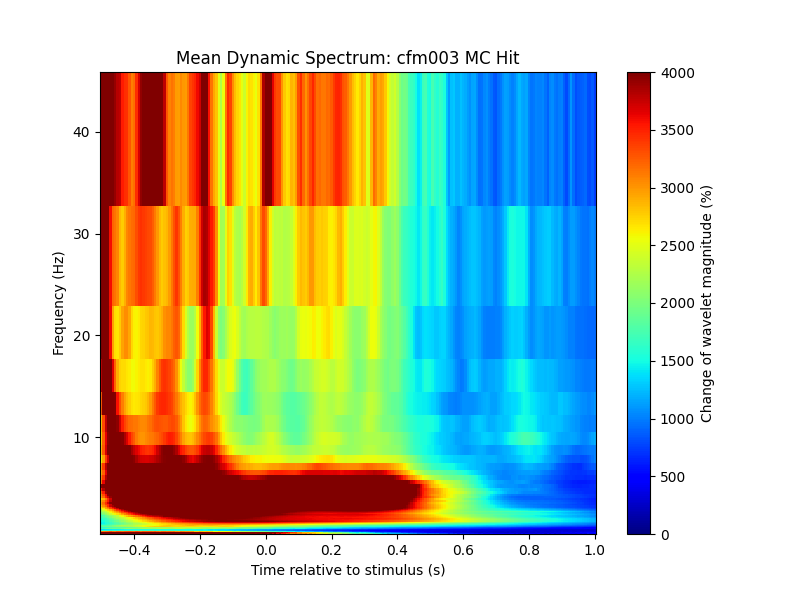 Mean Dynamic Spectrum: cfm003 MC Hit
40
30
20
10
Frequency (Hz)
−0.4 −0.2 0.0 0.2 0.4 0.6 0.8 1.0
Time relative to stimulus (s)
4000
3500
3000
2500
2000
1500
1000
500
0
Change of wavelet magnitude (%)